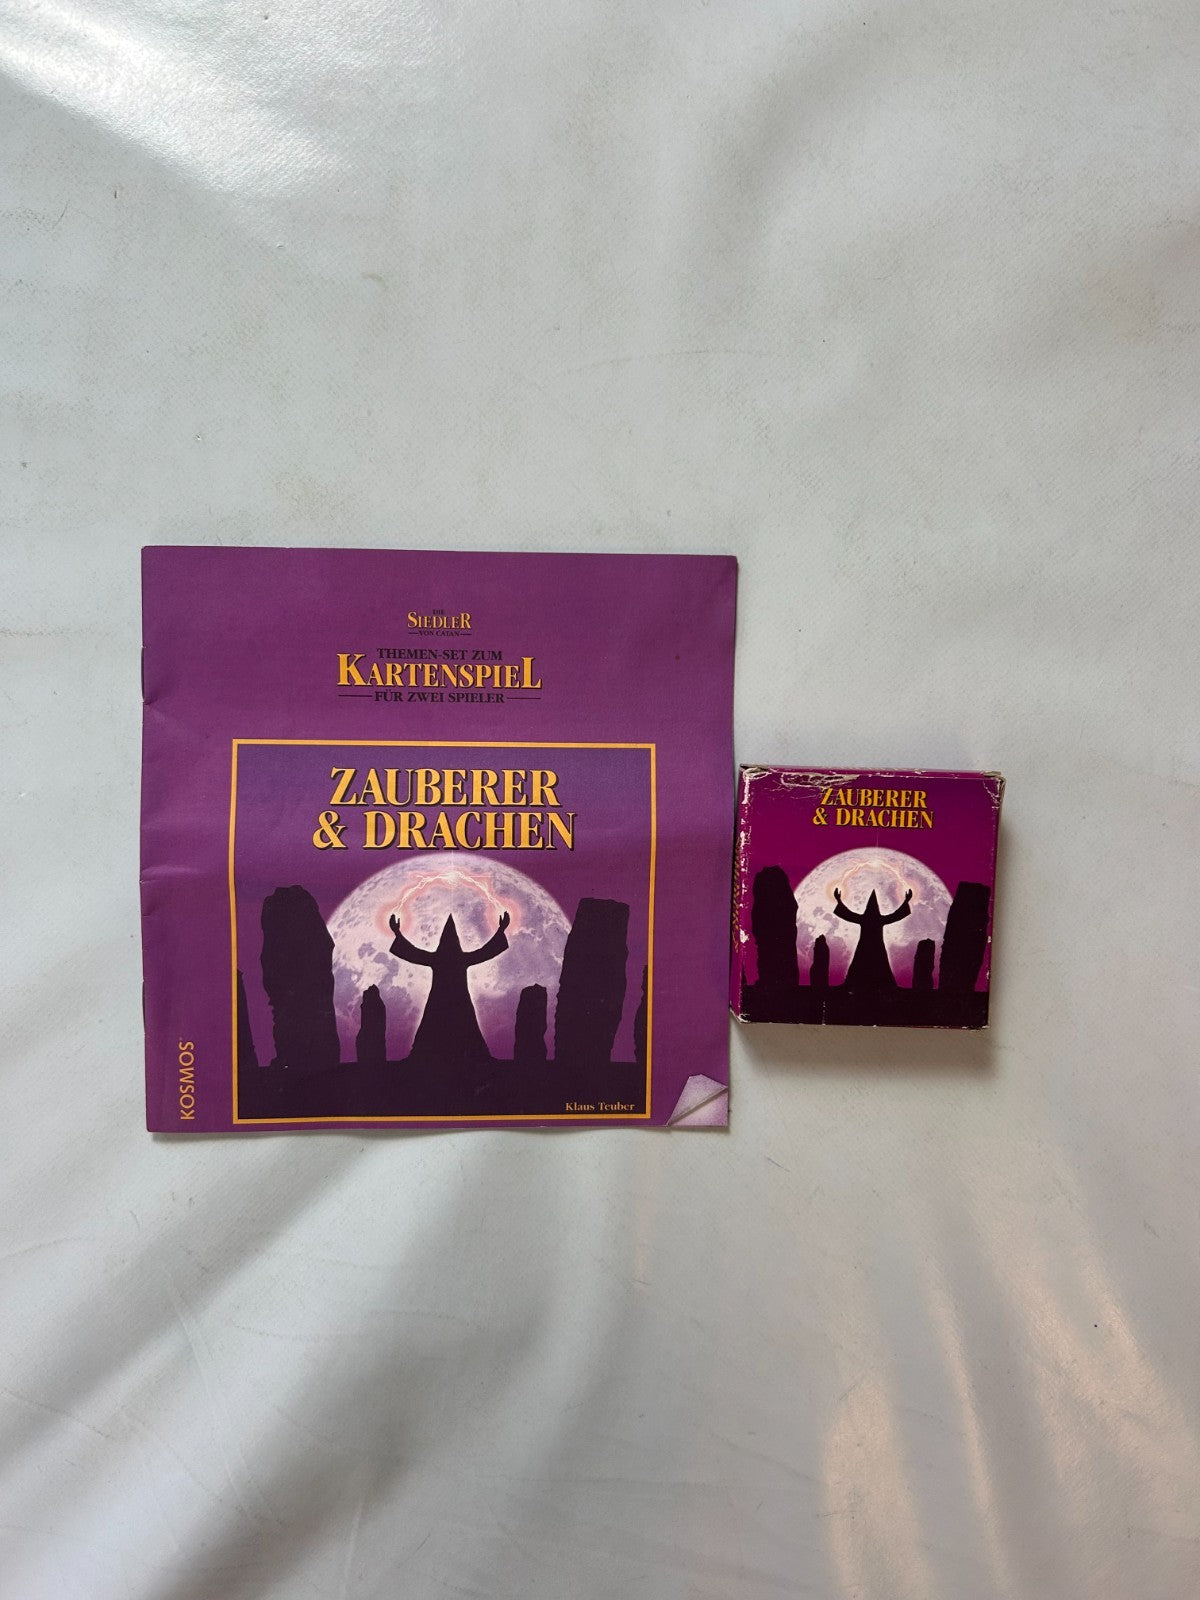 DIE
SIEDLER
VON CATAN
THEMEN-SET ZUM
KARTENSPIEL
FÜR ZWEI SPIELER
ZAUBERER
& DRACHEN
Klaus Teuber
KOSMOS
ZAUBERER
& DRACHEN